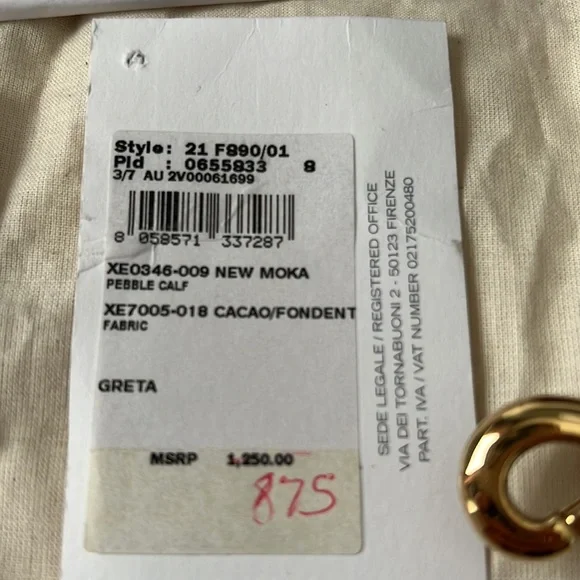 Style: 21 F890/01
Pld : 0655833 8
3/7 AU 2V00061699
8 058571 337287
XE0346-009 NEW MOKA
PEBBLE CALF
XE7005-018 CACAO/FONDENT
FABRIC
GRETA
MSRP 1,250.00
875
SEDE LEGALE / REGISTERED OFFICE
VIA DEI TORNABUONI 2 - 50123 FIRENZE
PART. IVA / VAT NUMBER 02175200480